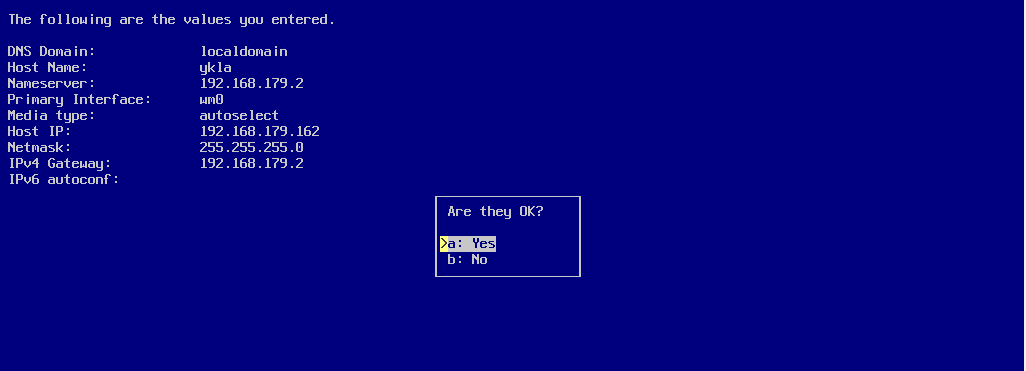 The following are the values you entered.
DNS Domain: localdomain
Host Name: ykla
Nameserver: 192.168.179.2
Primary Interface: wm0
Media type: autoselect
Host IP: 192.168.179.162
Netmask: 255.255.255.0
IPv4 Gateway: 192.168.179.2
IPv6 autoconf:
Are they OK?
>a: Yes
b: No